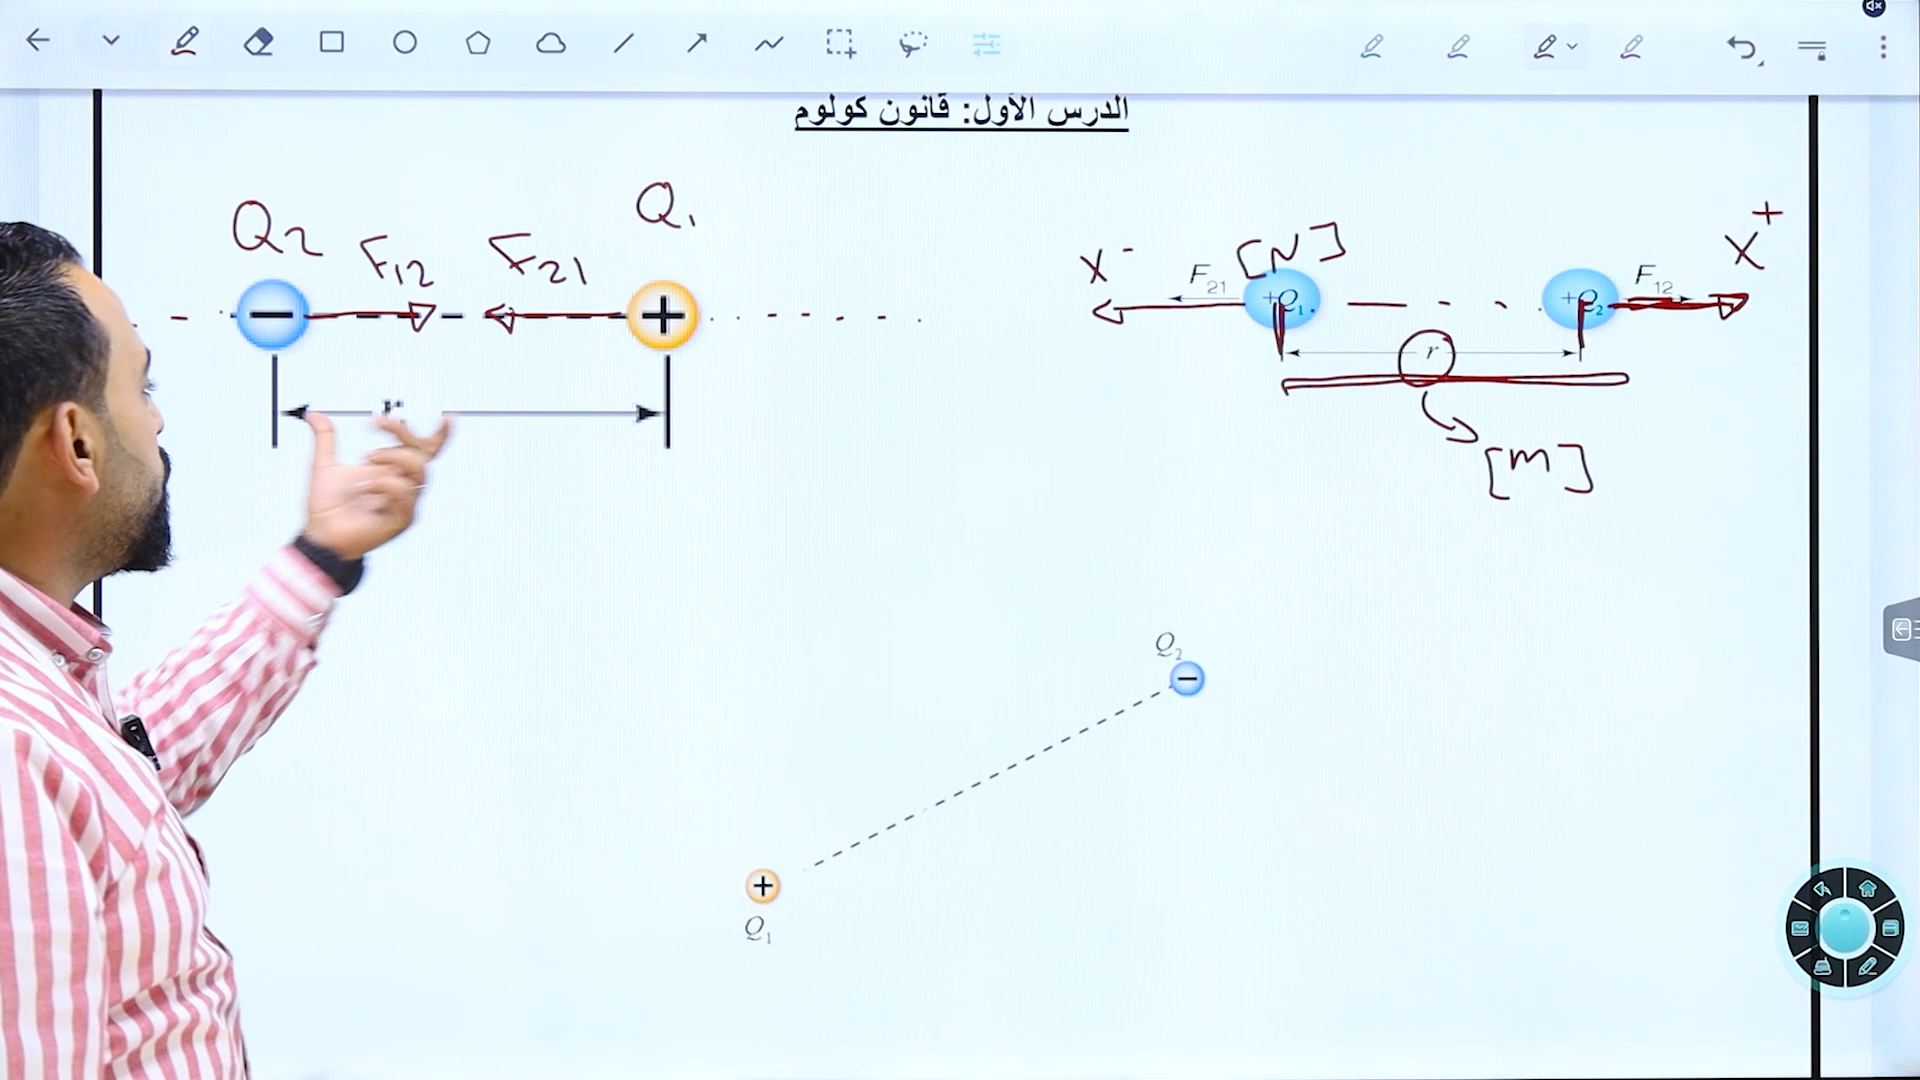 الدرس الأول: قانون كولوم
Q2 F12 F21 Q1
r
X- F21 [N] X+
+Q1 +Q2 F12
r
[m]
Q2
Q1